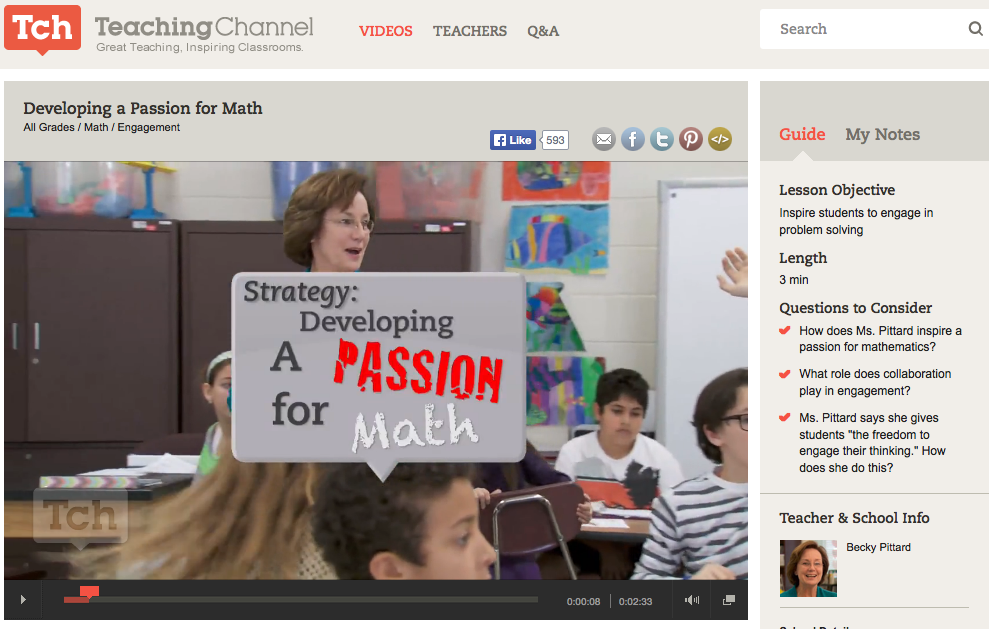 Tch
TeachingChannel
Great Teaching, Inspiring Classrooms.
VIDEOS TEACHERS Q&A
Search
Developing a Passion for Math
All Grades / Math / Engagement
Like 593
Strategy:
Developing
A PASSION
for Math
Tch
0:00:08 0:02:33
Guide My Notes
Lesson Objective
Inspire students to engage in
problem solving
Length
3 min
Questions to Consider
How does Ms. Pittard inspire a
passion for mathematics?
What role does collaboration
play in engagement?
Ms. Pittard says she gives
students "the freedom to
engage their thinking." How
does she do this?
Teacher & School Info
Becky Pittard